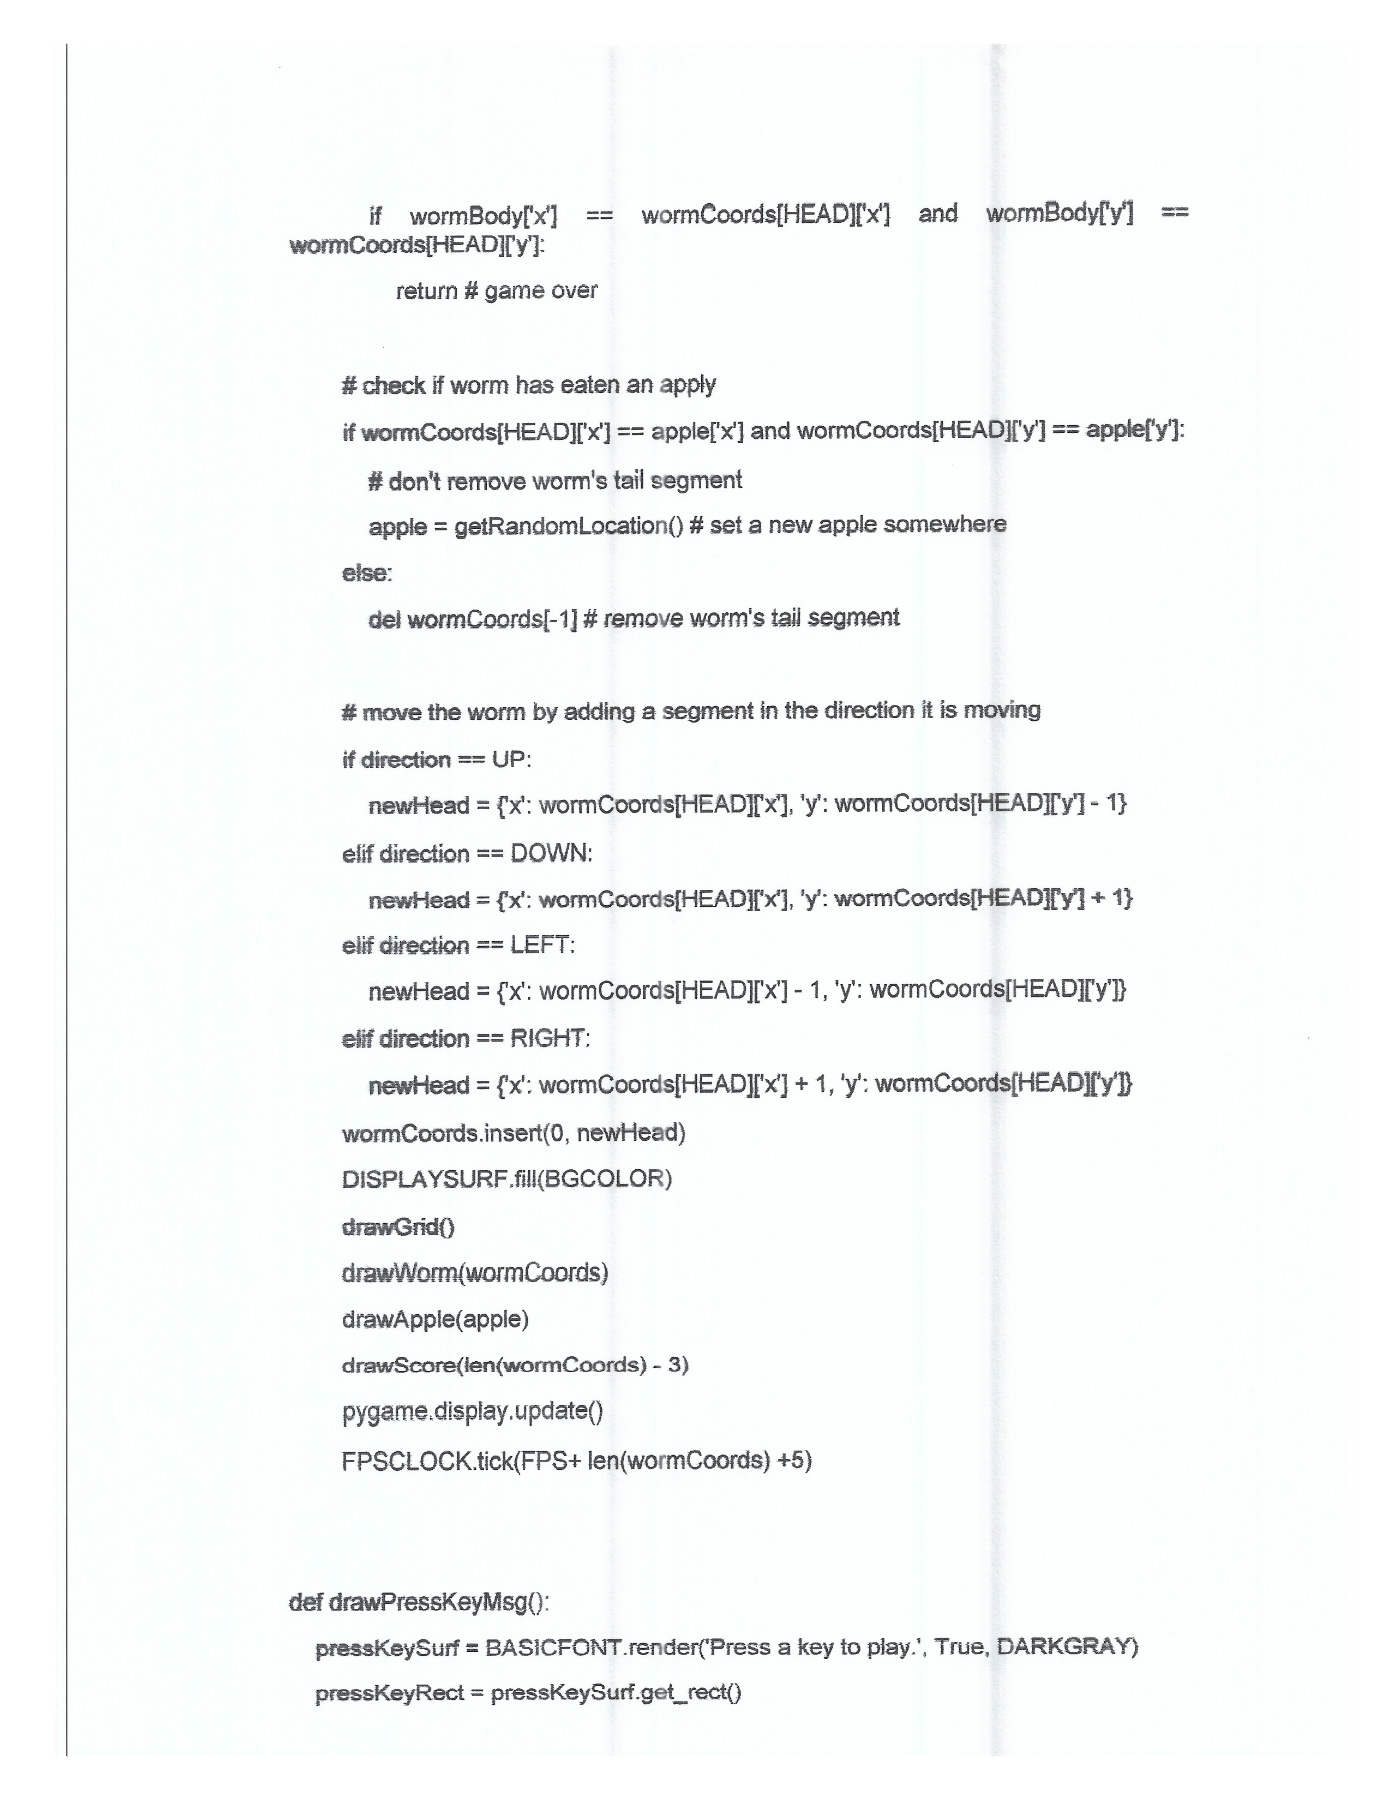 if wormBody['x'] == wormCoords[HEAD]['x'] and wormBody['y'] ==
wormCoords[HEAD]['y']:
return # game over
# check if worm has eaten an apply
if wormCoords[HEAD]['x'] == apple['x'] and wormCoords[HEAD]['y'] == apple['y']:
# don't remove worm's tail segment
apple = getRandomLocation() # set a new apple somewhere
else:
del wormCoords[-1] # remove worm's tail segment
# move the worm by adding a segment in the direction it is moving
if direction == UP:
newHead = {'x': wormCoords[HEAD]['x'], 'y': wormCoords[HEAD]['y'] - 1}
elif direction == DOWN:
newHead = {'x': wormCoords[HEAD]['x'], 'y': wormCoords[HEAD]['y'] + 1}
elif direction == LEFT:
newHead = {'x': wormCoords[HEAD]['x'] - 1, 'y': wormCoords[HEAD]['y']}
elif direction == RIGHT:
newHead = {'x': wormCoords[HEAD]['x'] + 1, 'y': wormCoords[HEAD]['y']}
wormCoords.insert(0, newHead)
DISPLAYSURF.fill(BGCOLOR)
drawGrid()
drawWorm(wormCoords)
drawApple(apple)
drawScore(len(wormCoords) - 3)
pygame.display.update()
FPSCLOCK.tick(FPS+ len(wormCoords) +5)
def drawPressKeyMsg():
pressKeySurf = BASICFONT.render('Press a key to play.', True, DARKGRAY)
pressKeyRect = pressKeySurf.get_rect()